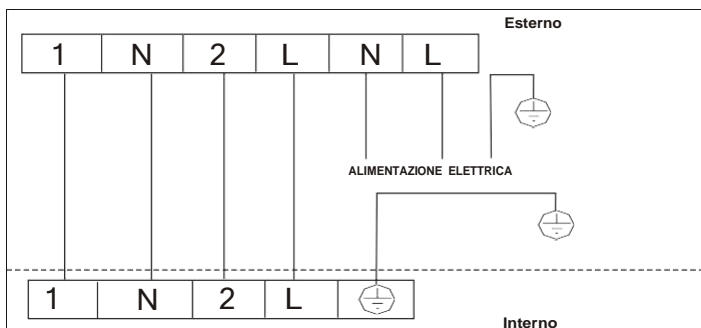 Esterno
1 N 2 L N L
ALIMENTAZIONE ELETTRICA
1 N 2 L
Interno